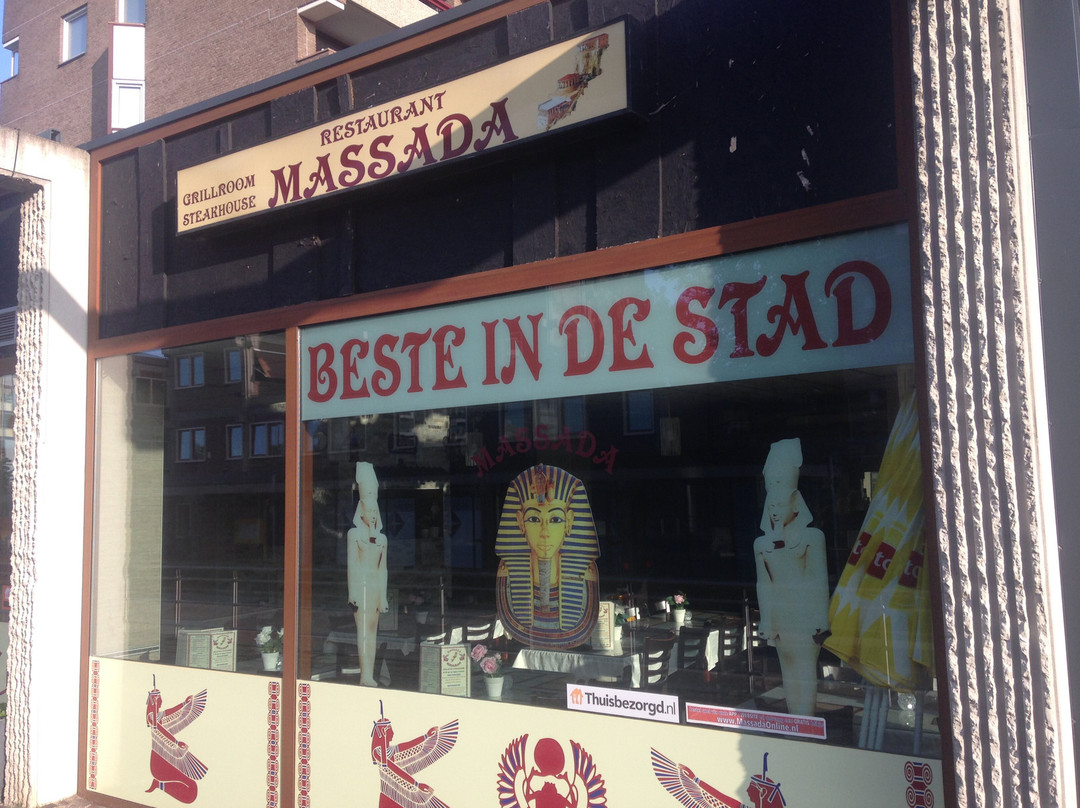 RESTAURANT
GRILLROOM
STEAKHOUSE
MASSADA
BESTE IN DE STAD
MASSADA
Thuisbezorgd.nl
www.MassadaOnline.nl